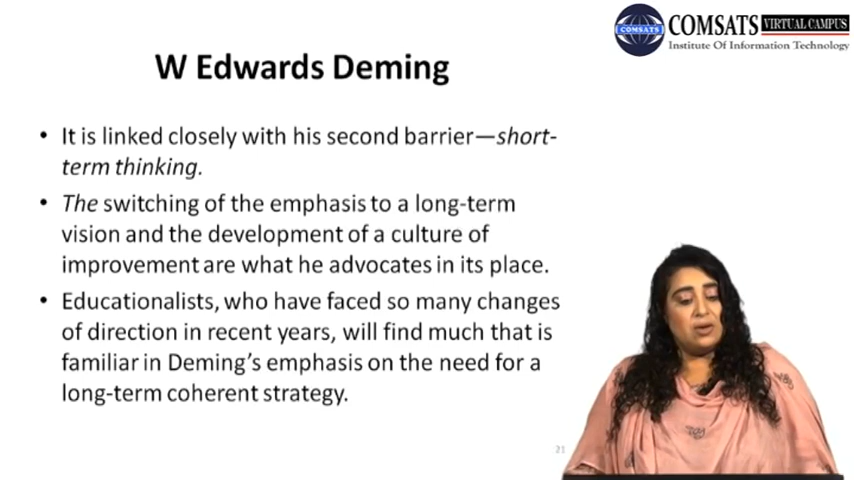 COMSATS
COMSATS VIRTUAL CAMPUS
Institute Of Information Technology
W Edwards Deming
• It is linked closely with his second barrier—short-
term thinking.
• The switching of the emphasis to a long-term
vision and the development of a culture of
improvement are what he advocates in its place.
• Educationalists, who have faced so many changes
of direction in recent years, will find much that is
familiar in Deming's emphasis on the need for a
long-term coherent strategy.
21